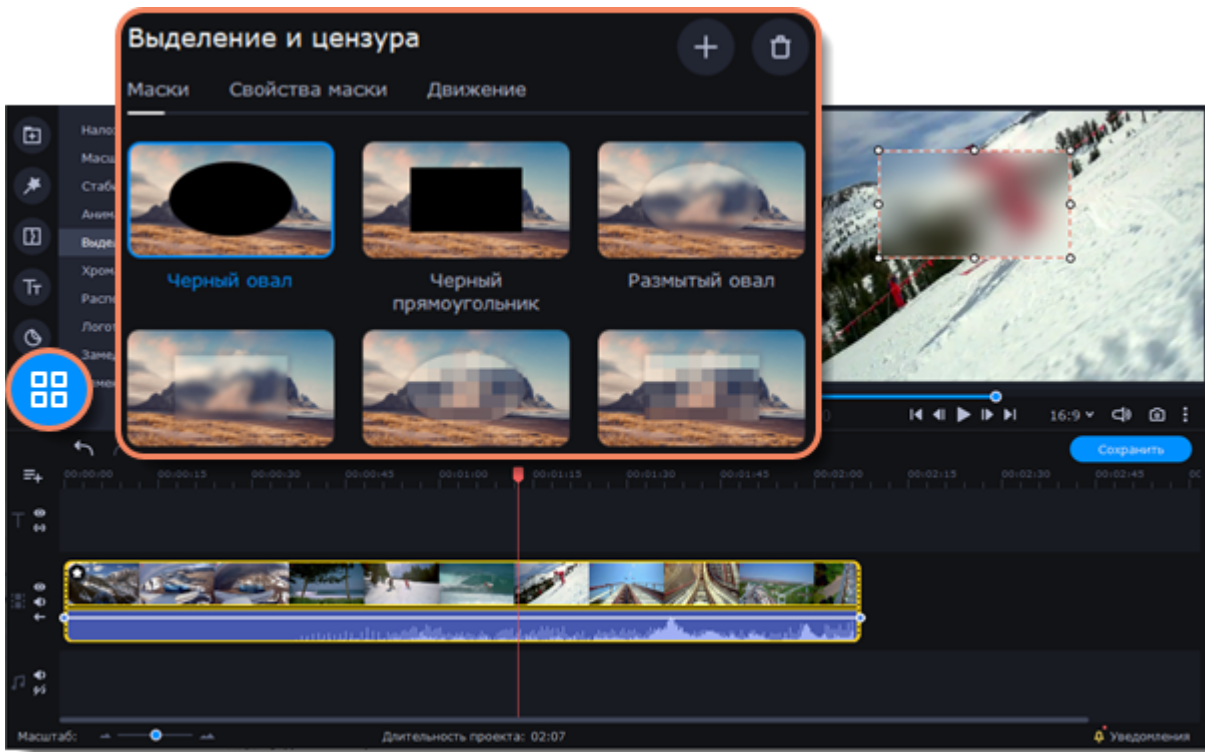 Выделение и цензура
Маски Свойства маски Движение
Черный овал
Черный
прямоугольник
Размытый овал
16:9
Сохранить
00:00:00 00:00:15 00:00:30 00:00:45 00:01:00 00:01:15 00:01:30 00:01:45 00:02:00 00:02:15 00:02:30 00:02:45
Масштаб:
Длительность проекта: 02:07
Уведомления